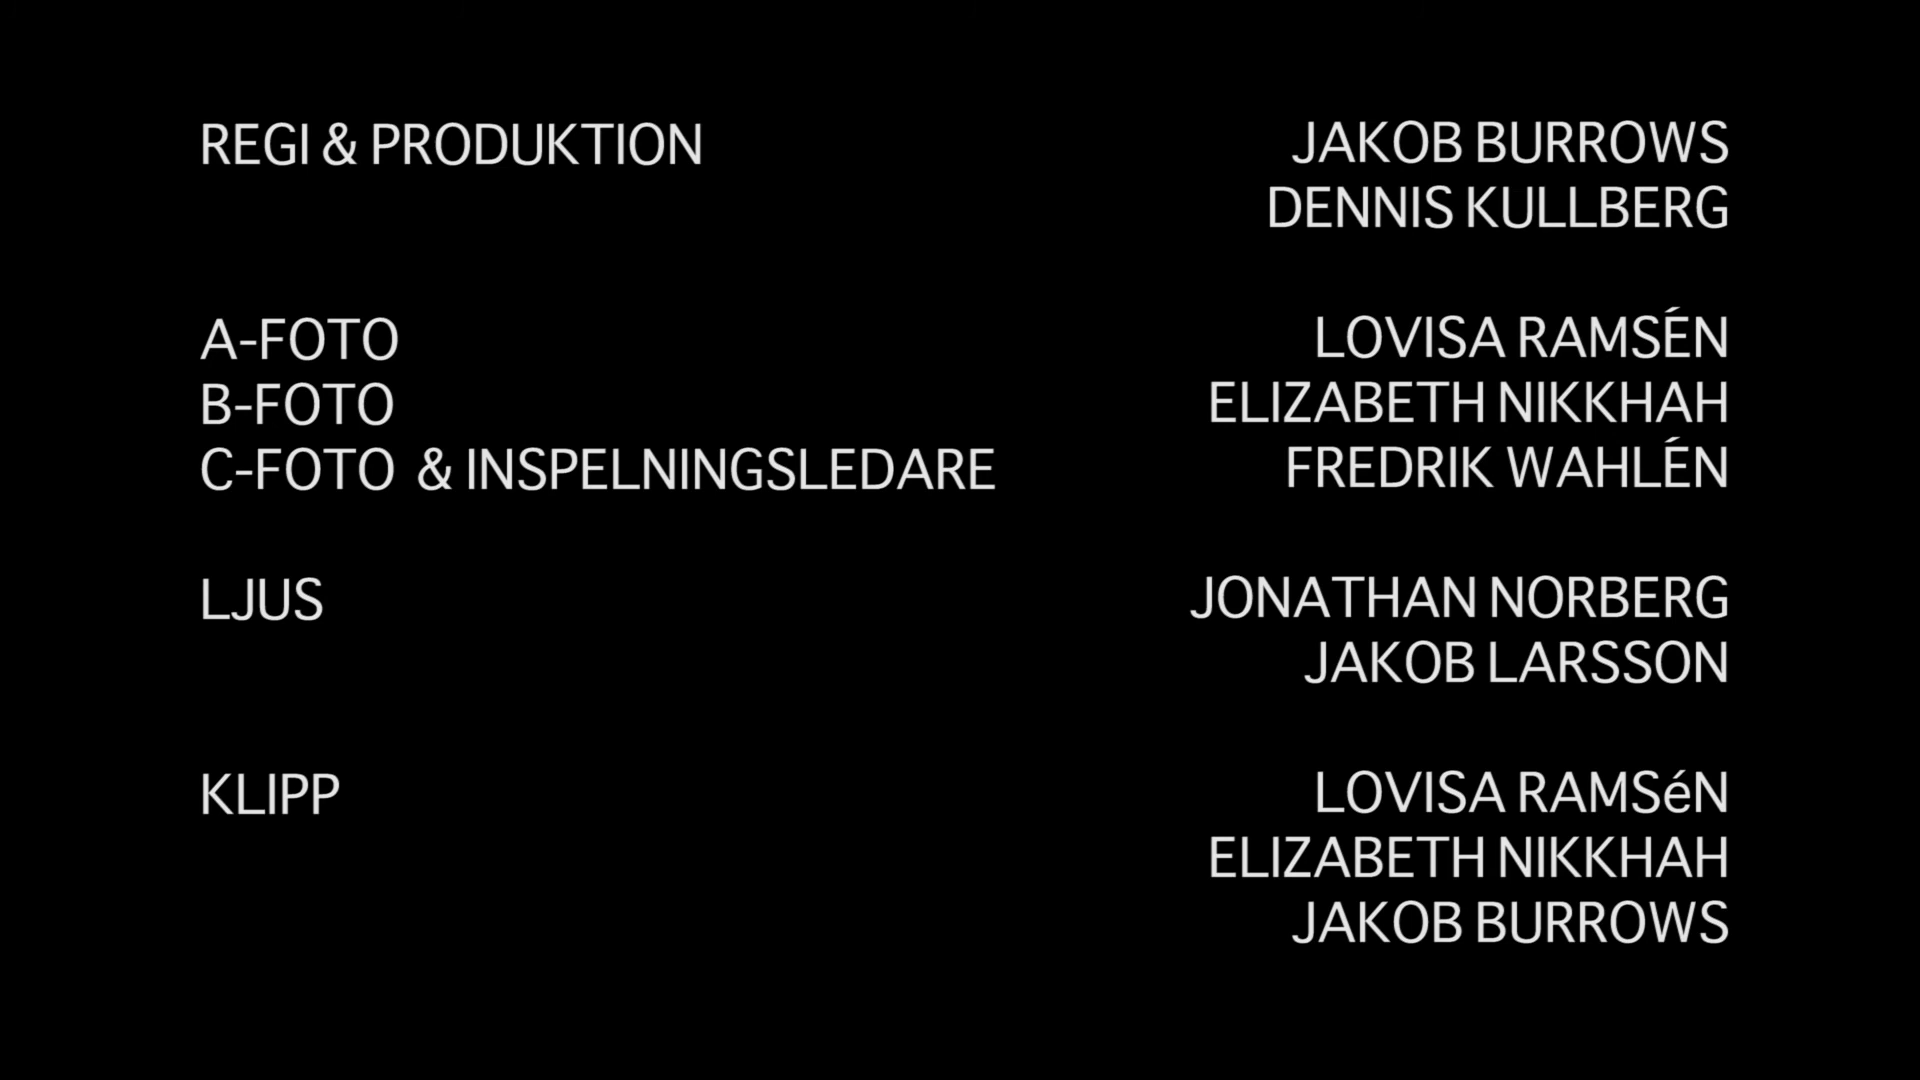 REGI & PRODUKTION JAKOB BURROWS
DENNIS KULLBERG
A-FOTO LOVISA RAMSÉN
B-FOTO ELIZABETH NIKKHAH
C-FOTO & INSPELNINGSLEDARE FREDRIK WAHLÉN
LJUS JONATHAN NORBERG
JAKOB LARSSON
KLIPP LOVISA RAMSéN
ELIZABETH NIKKHAH
JAKOB BURROWS